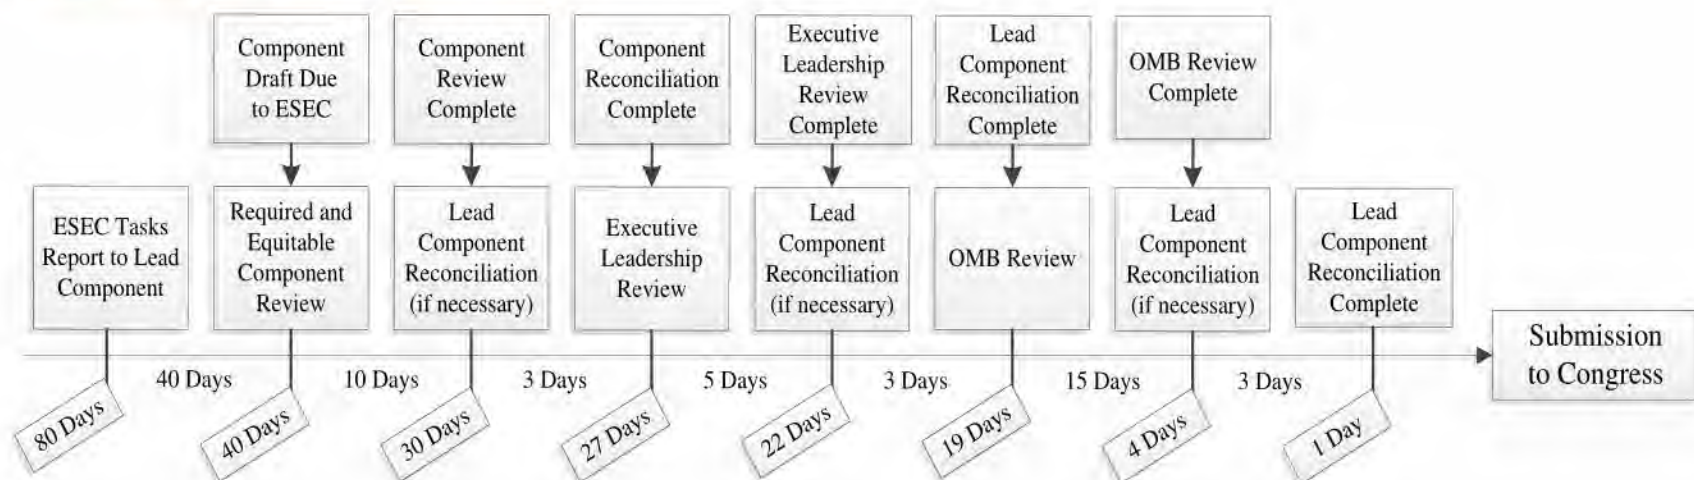 Component
Draft Due
to ESEC
Component
Review
Complete
Component
Reconciliation
Complete
Executive
Leadership
Review
Complete
Lead
Component
Reconciliation
Complete
OMB Review
Complete
ESEC Tasks
Report to Lead
Component
Required and
Equitable
Component
Review
Lead
Component
Reconciliation
(if necessary)
Executive
Leadership
Review
Lead
Component
Reconciliation
(if necessary)
OMB Review
Lead
Component
Reconciliation
(if necessary)
Lead
Component
Reconciliation
Complete
Submission
to Congress
40 Days
10 Days
3 Days
5 Days
3 Days
15 Days
3 Days
80 Days
40 Days
30 Days
27 Days
22 Days
19 Days
4 Days
1 Day